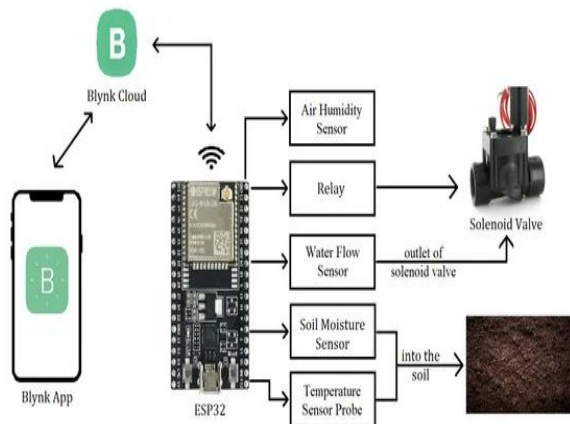 B
Blynk Cloud
Air Humidity
Sensor
Relay
Solenoid Valve
Water Flow
Sensor
outlet of
solenoid valve
B
Soil Moisture
Sensor
into the
soil
Temperature
Sensor Probe
Blynk App
ESP32